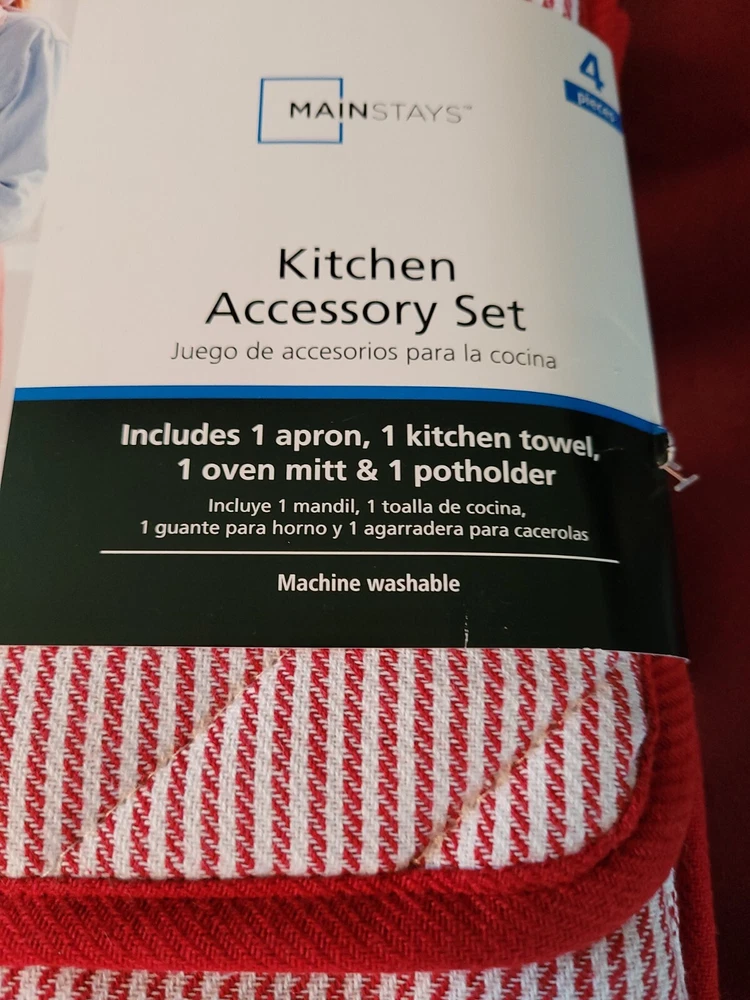 4
pieces
MAINSTAYS™
Kitchen
Accessory Set
Juego de accesorios para la cocina
Includes 1 apron, 1 kitchen towel,
1 oven mitt & 1 potholder
Incluye 1 mandil, 1 toalla de cocina,
1 guante para horno y 1 agarradera para cacerolas
Machine washable